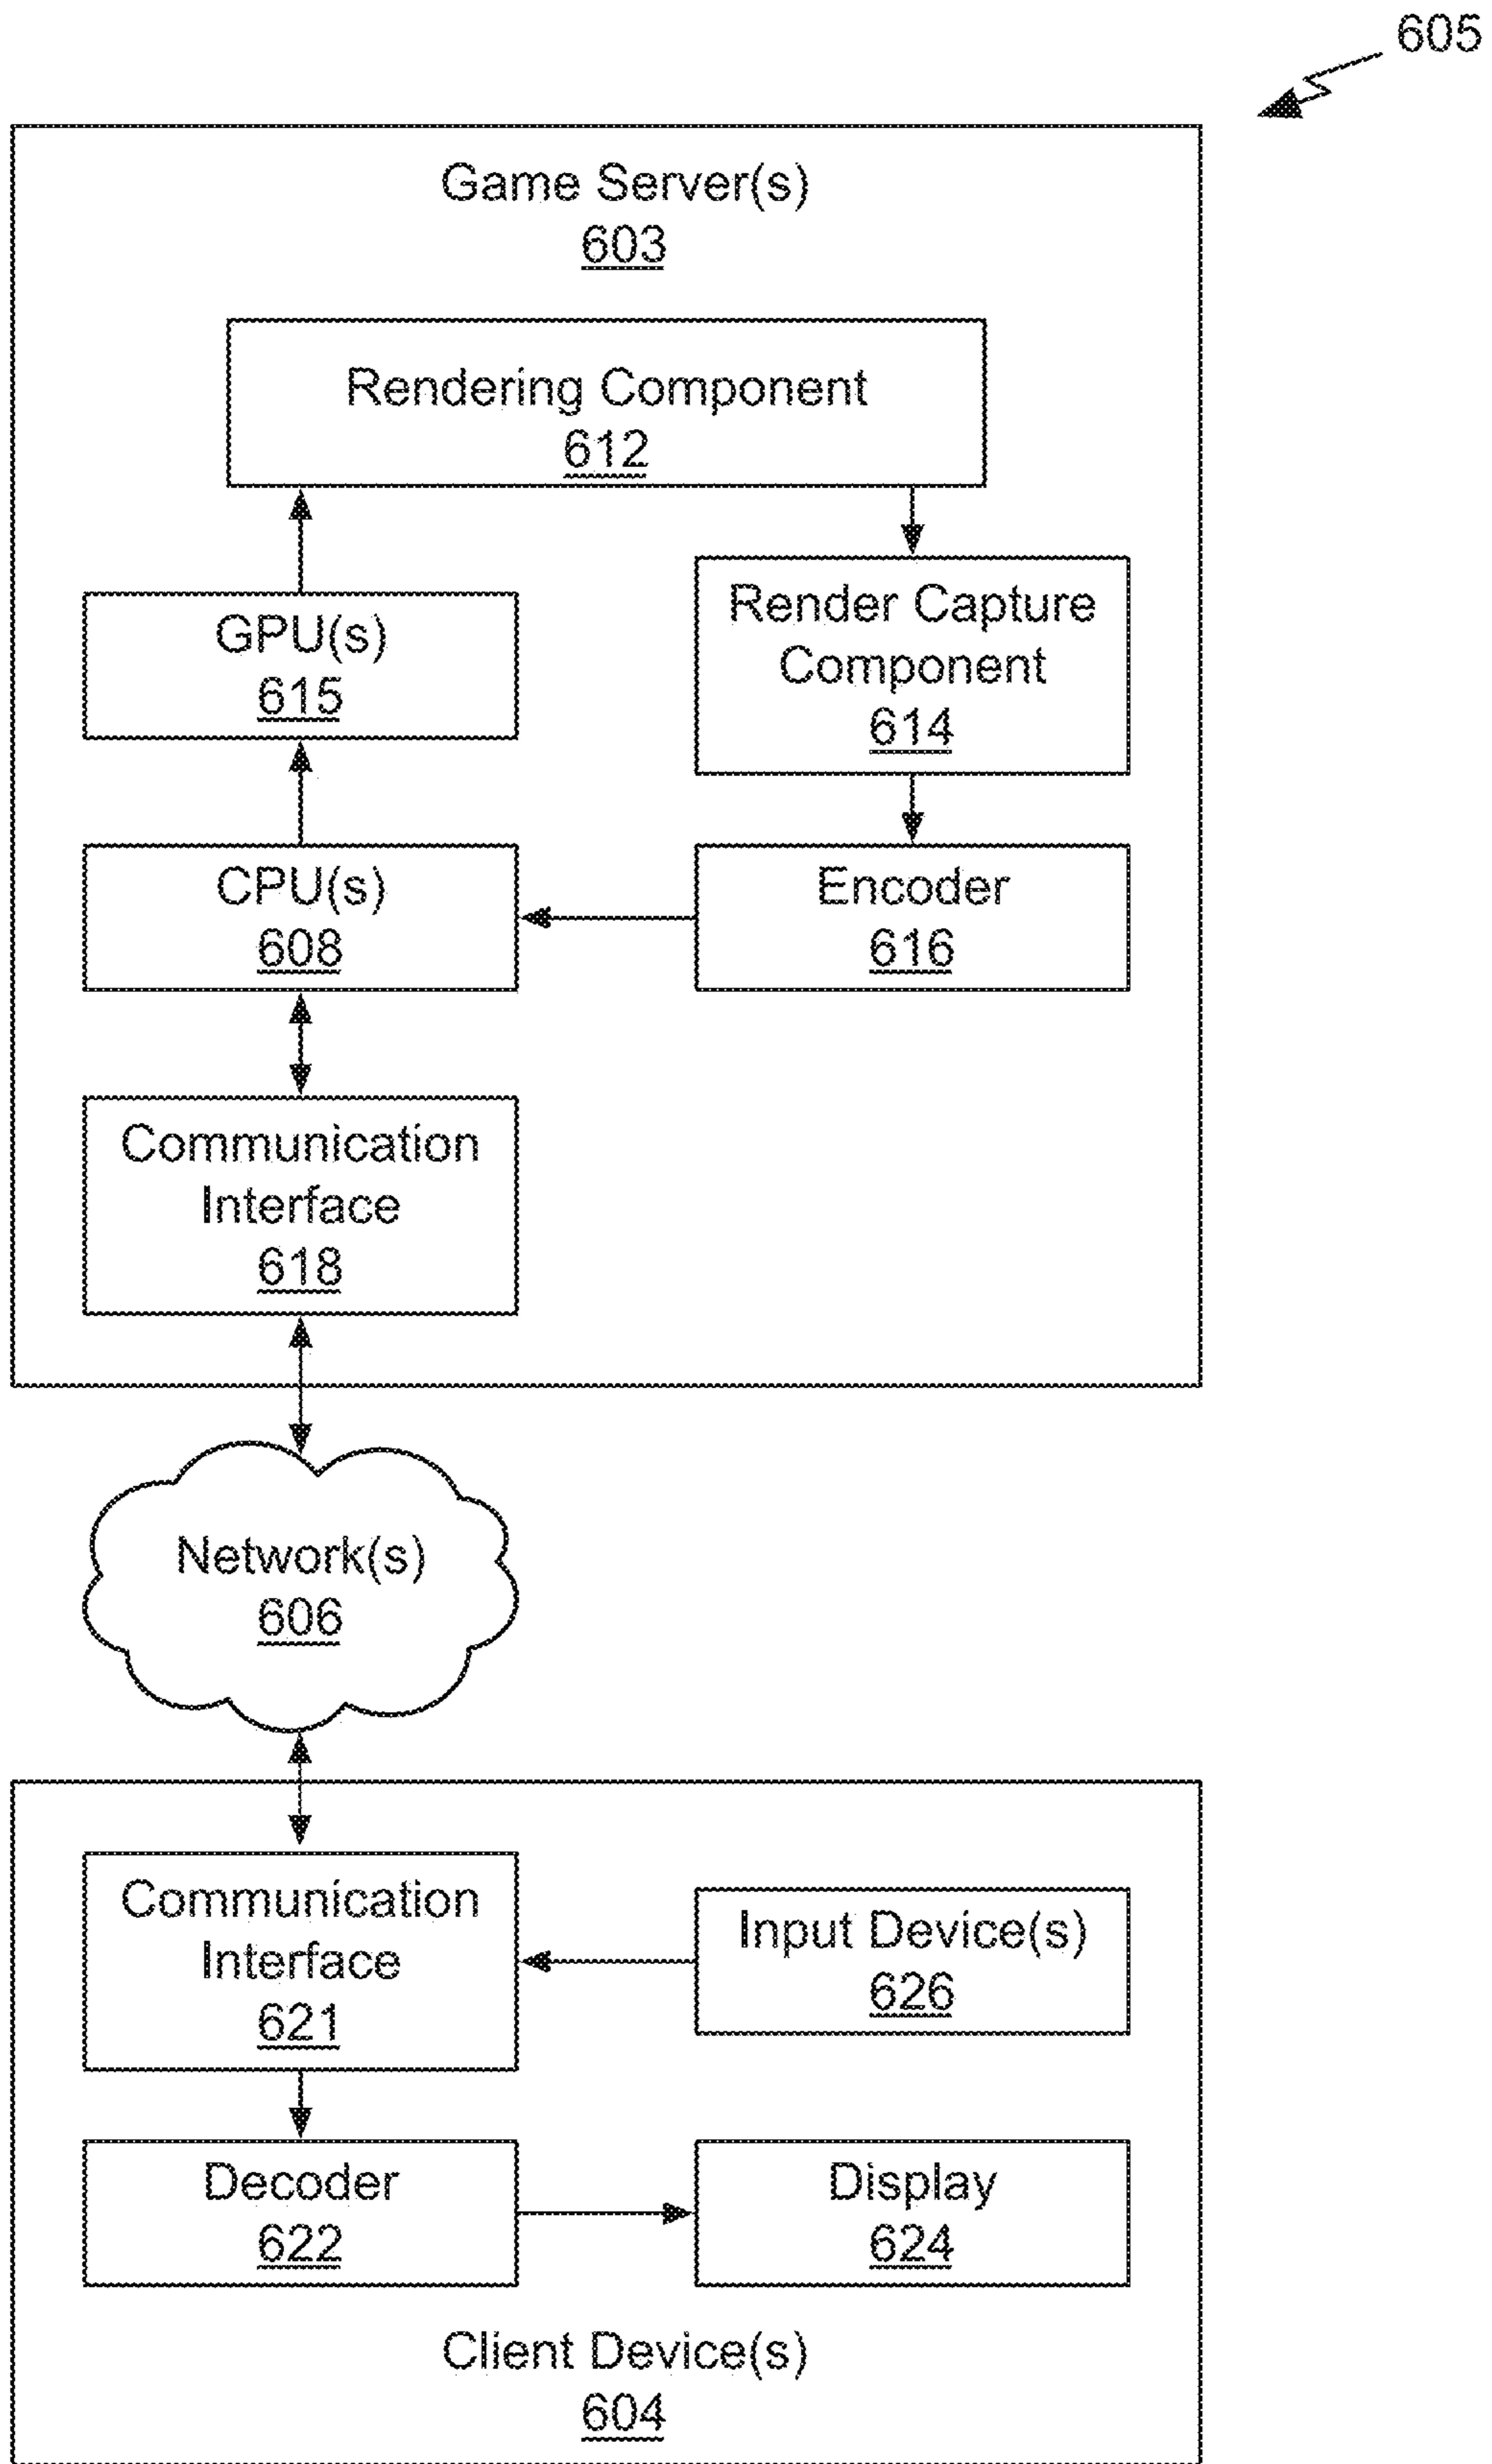 605
Game Server(s)
603
Rendering Component
612
GPU(s)
615
Render Capture
Component
614
CPU(s)
608
Encoder
616
Communication
Interface
618
Network(s)
606
Communication
Interface
621
Input Device(s)
626
Decoder
622
Display
624
Client Device(s)
604